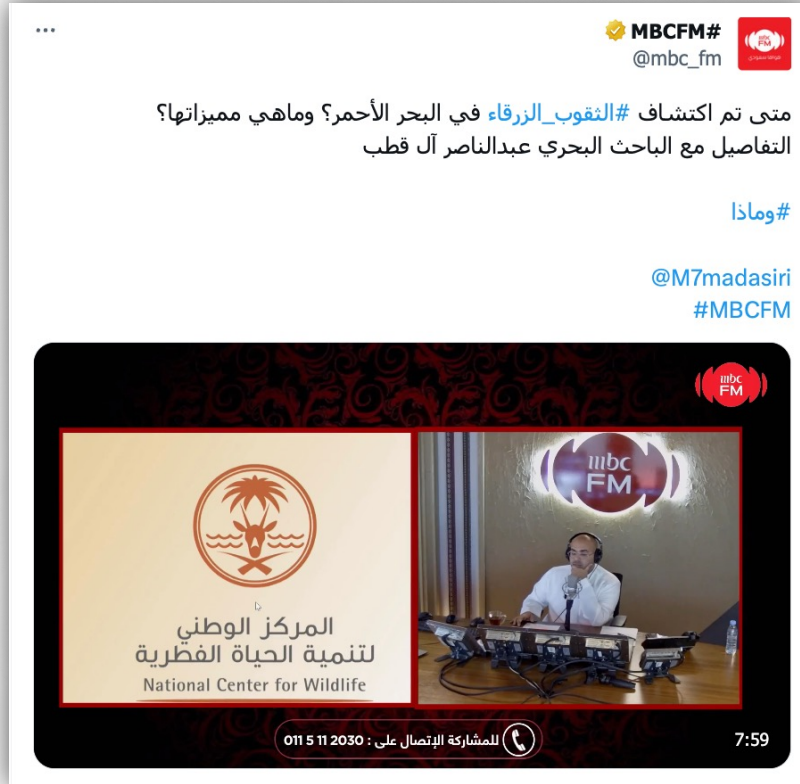 MBCFM#
@mbc_fm
متى تم اكتشاف #الثقوب_الزرقاء في البحر الأحمر؟ وماهي مميزاتها؟
التفاصيل مع الباحث البحري عبدالناصر آل قطب
#وماذا
@M7madasiri
#MBCFM
mbc
FM
mbc
FM
المركز الوطني
لتنمية الحياة الفطرية
National Center for Wildlife
للمشاركة الإتصال على : 2030 11 5 011
7:59